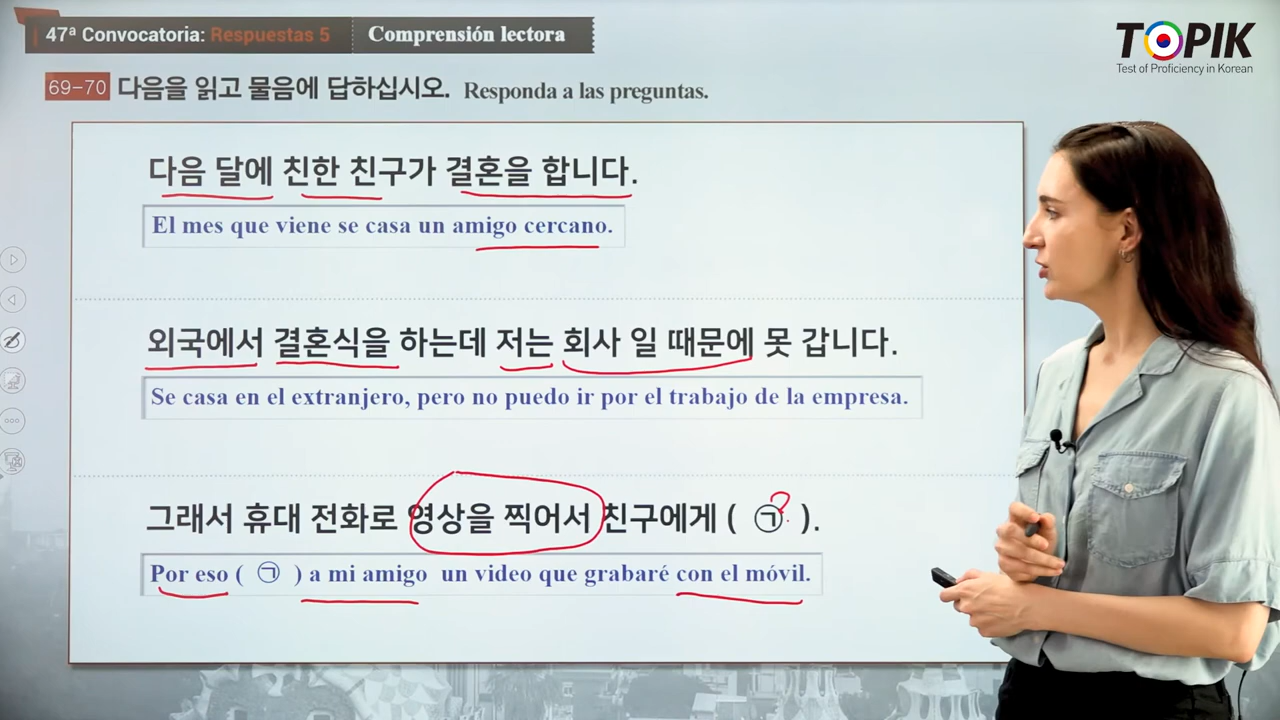 47ª Convocatoria: Respuestas 5 Comprensión lectora
TOPIK
Test of Proficiency in Korean
69-70 다음을 읽고 물음에 답하십시오. Responda a las preguntas.
다음 달에 친한 친구가 결혼을 합니다.
El mes que viene se casa un amigo cercano.
외국에서 결혼식을 하는데 저는 회사 일 때문에 못 갑니다.
Se casa en el extranjero, pero no puedo ir por el trabajo de la empresa.
그래서 휴대 전화로 영상을 찍어서 친구에게 ( ㉠ ).
?
Por eso ( ㉠ ) a mi amigo un video que grabaré con el móvil.